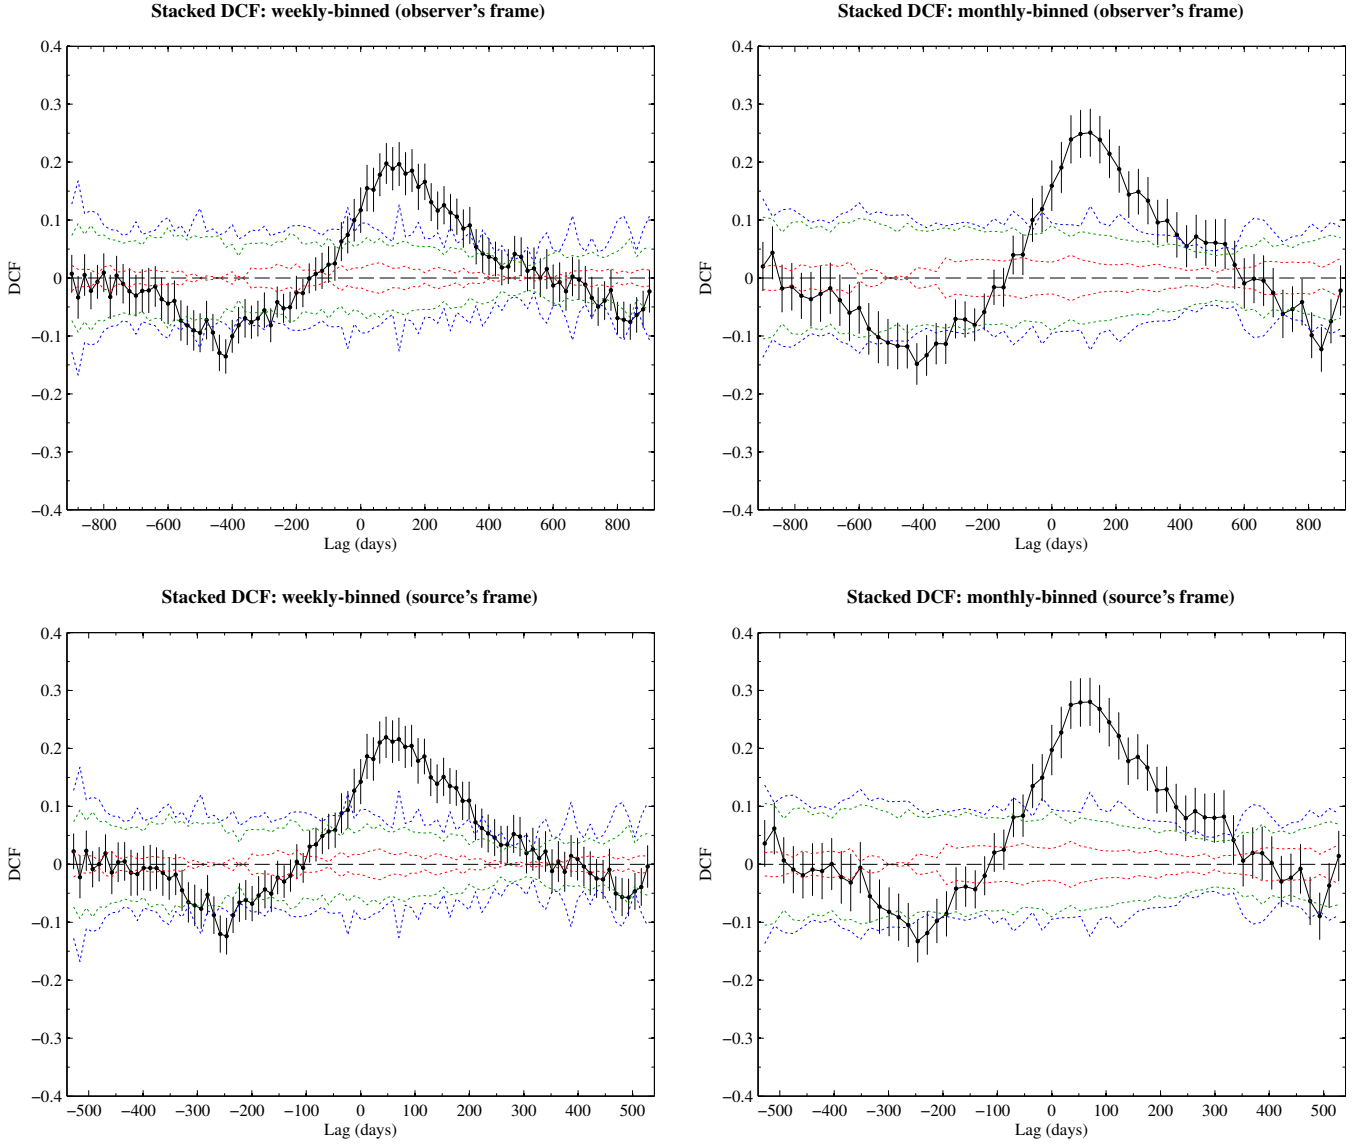 Stacked DCF: weekly-binned (observer's frame)
0.4
0.3
0.2
0.1
0
−0.1
−0.2
−0.3
−0.4
DCF
−800 −600 −400 −200 0 200 400 600 800
Lag (days)
Stacked DCF: monthly-binned (observer's frame)
0.4
0.3
0.2
0.1
0
−0.1
−0.2
−0.3
−0.4
DCF
−800 −600 −400 −200 0 200 400 600 800
Lag (days)
Stacked DCF: weekly-binned (source's frame)
0.4
0.3
0.2
0.1
0
−0.1
−0.2
−0.3
−0.4
DCF
−500 −400 −300 −200 −100 0 100 200 300 400 500
Lag (days)
Stacked DCF: monthly-binned (source's frame)
0.4
0.3
0.2
0.1
0
−0.1
−0.2
−0.3
−0.4
DCF
−500 −400 −300 −200 −100 0 100 200 300 400 500
Lag (days)